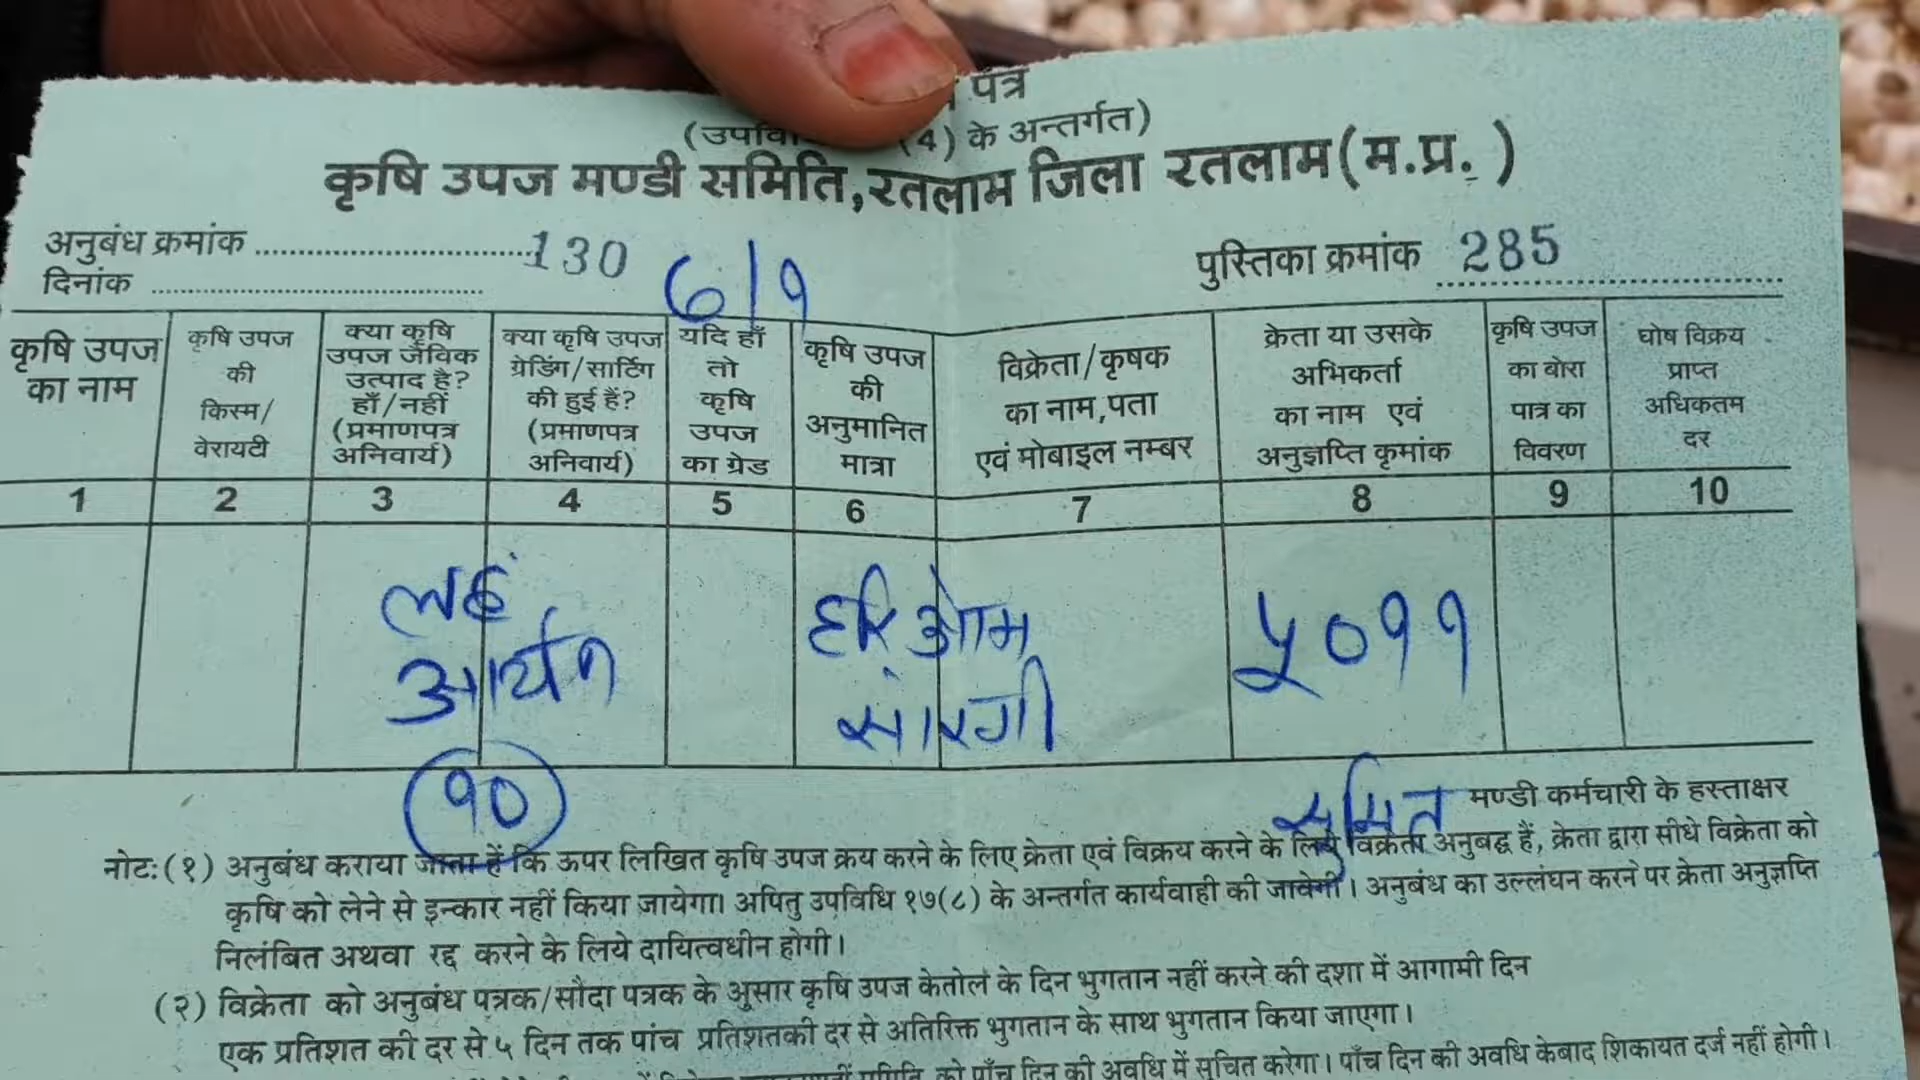 पत्र
(4) के अन्तर्गत)
कृषि उपज मण्डी समिति, रतलाम जिला रतलाम (म.प्र.)
अनुबंध क्रमांक 130
पुस्तिका क्रमांक 285
दिनांक 6/9
कृषि उपज का नाम
कृषि उपज की किस्म/ वेरायटी
क्या कृषि उपज जैविक उत्पाद है? हाँ/नहीं (प्रमाणपत्र अनिवार्य)
क्या कृषि उपज ग्रेडिंग/सार्टिग की हुई हैं? (प्रमाणपत्र अनिवार्य)
यदि हाँ तो कृषि उपज का ग्रेड
कृषि उपज की अनुमानित मात्रा
विक्रेता/कृषक का नाम,पता एवं मोबाइल नम्बर
क्रेता या उसके अभिकर्ता का नाम एवं अनुज्ञप्ति कृमांक
कृषि उपज का बोरा पात्र का विवरण
घोष विक्रय प्राप्त अधिकतम दर
1 2 3 4 5 6 7 8 9 10
लहं हरिओम ५०११
आर्यन सारंगी
१०
सुमित मण्डी कर्मचारी के हस्ताक्षर
नोटः (१) अनुबंध कराया जाता हैं कि ऊपर लिखित कृषि उपज क्रय करने के लिए क्रेता एवं विक्रय करने के लिये विक्रेता अनुबद्ध हैं, क्रेता द्वारा सीधे विक्रेता को
कृषि को लेने से इन्कार नहीं किया जायेगा। अपितु उपविधि १७(८) के अन्तर्गत कार्यवाही की जावेगी। अनुबंध का उल्लंघन करने पर क्रेता अनुज्ञप्ति
निलंबित अथवा रद्द करने के लिये दायित्वधीन होगी।
(२) विक्रेता को अनुबंध पत्रक/सौदा पत्रक के अुसार कृषि उपज केतोल के दिन भुगतान नहीं करने की दशा में आगामी दिन
एक प्रतिशत की दर से ५ दिन तक पांच प्रतिशतकी दर से अतिरिक्त भुगतान के साथ भुगतान किया जाएगा।
को पाँच दिन की अवधि में सूचित करेगा। पाँच दिन की अवधि केबाद शिकायत दर्ज नहीं होगी।